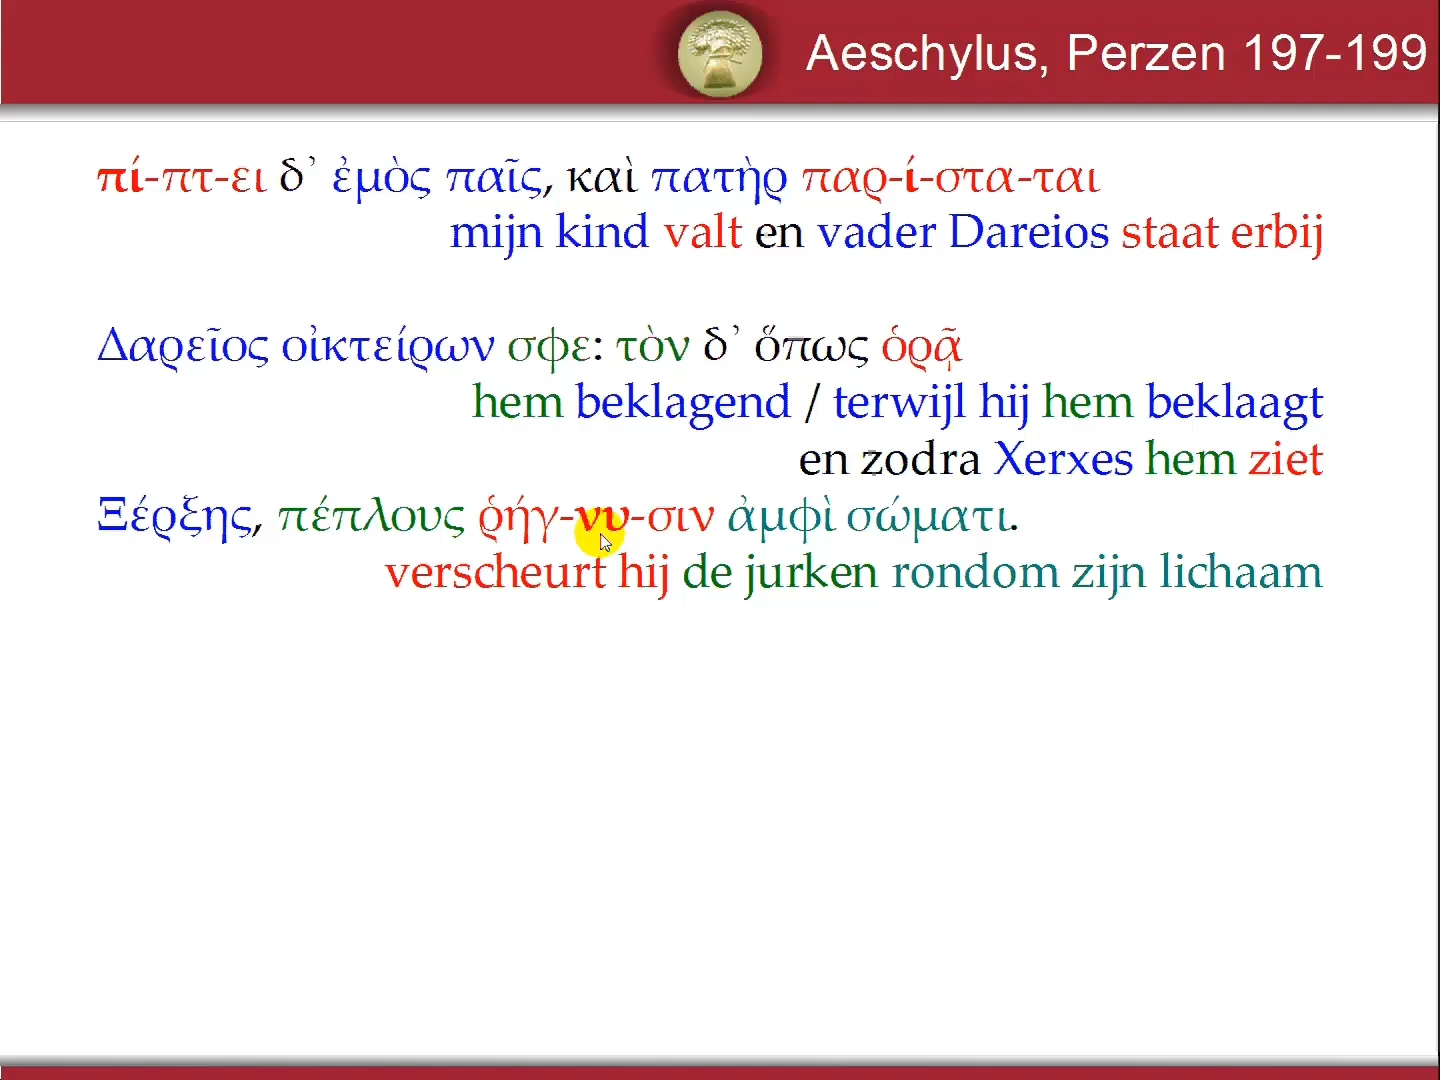 Aeschylus, Perzen 197-199
πί-πτ-ει δ᾽ ἐμὸς παῖς, καὶ πατὴρ παρ-ί-στα-ται
mijn kind valt en vader Dareios staat erbij
Δαρεῖος οἰκτείρων σφε: τὸν δ᾽ ὅπως ὁρᾷ
hem beklagend / terwijl hij hem beklaagt
en zodra Xerxes hem ziet
Ξέρξης, πέπλους ῥήγ-νυ-σιν ἀμφὶ σώματι.
verscheurt hij de jurken rondom zijn lichaam